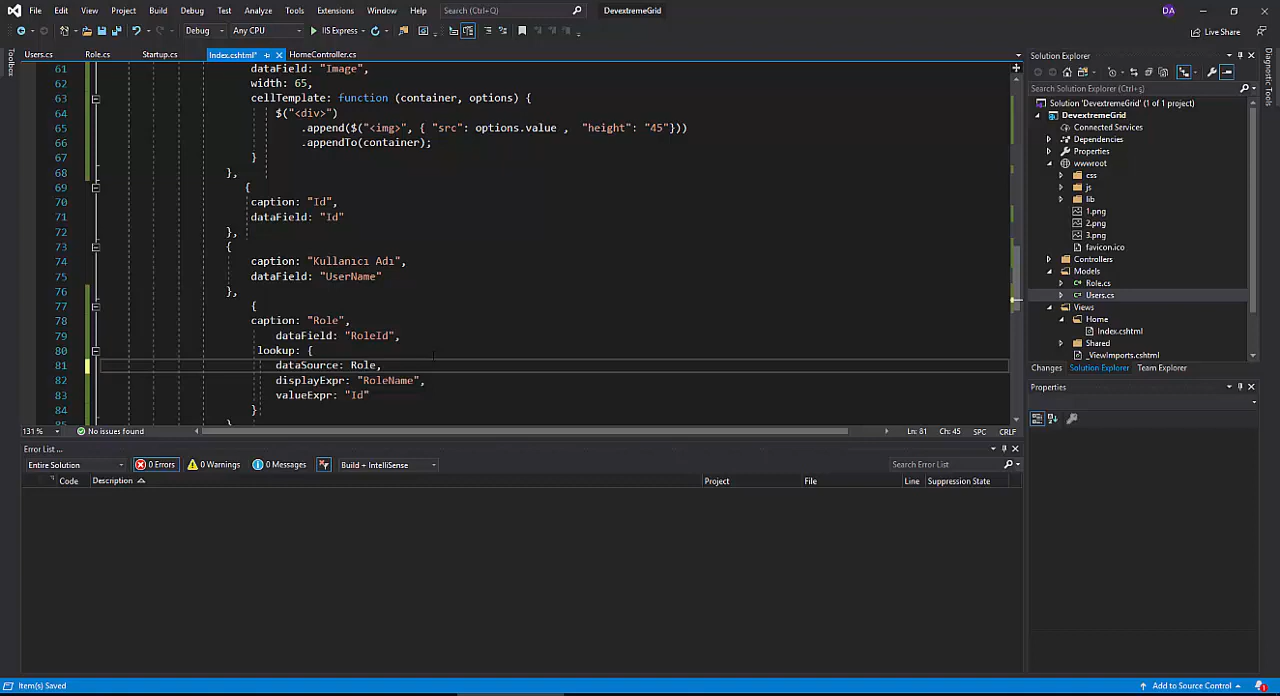 File Edit View Project Build Debug Test Analyze Tools Extensions Window Help Search (Ctrl+Q) DevextremeGrid DA
Debug Any CPU IIS Express Live Share
Toolbox
Users.cs Role.cs Startup.cs Index.cshtml* HomeController.cs
61 dataField: "Image",
62 width: 65,
63 cellTemplate: function (container, options) {
64 $("<div>")
65 .append($("<img>", { "src": options.value , "height": "45"}))
66 .appendTo(container);
67 }
68 },
69 {
70 caption: "Id",
71 dataField: "Id"
72 },
73 {
74 caption: "Kullanıcı Adı",
75 dataField: "UserName"
76 },
77 {
78 caption: "Role",
79 dataField: "RoleId",
80 lookup: {
81 dataSource: Role,
82 displayExpr: "RoleName",
83 valueExpr: "Id"
84 }
131 % No issues found Ln: 81 Ch: 45 SPC CRLF
Error List ...
Entire Solution 0 Errors 0 Warnings 0 Messages Build + IntelliSense Search Error List
Code Description Project File Line Suppression State
Solution Explorer
Search Solution Explorer (Ctrl+ş)
Solution 'DevextremeGrid' (1 of 1 project)
DevextremeGrid
Connected Services
Dependencies
Properties
wwwroot
css
js
lib
1.png
2.png
3.png
favicon.ico
Controllers
Models
Role.cs
Users.cs
Views
Home
Index.cshtml
Shared
_ViewImports.cshtml
Changes Solution Explorer Team Explorer
Properties
Diagnostic Tools
Item(s) Saved Add to Source Control 1